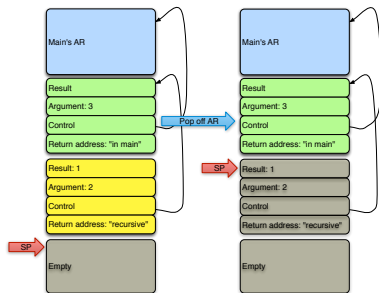 Main's AR
Result
Argument: 3
Control
Return address: "in main"
Result: 1
Argument: 2
Control
Return address: "recursive"
SP
Empty
Pop off AR
Main's AR
Result
Argument: 3
Control
Return address: "in main"
SP
Result: 1
Argument: 2
Control
Return address: "recursive"
Empty